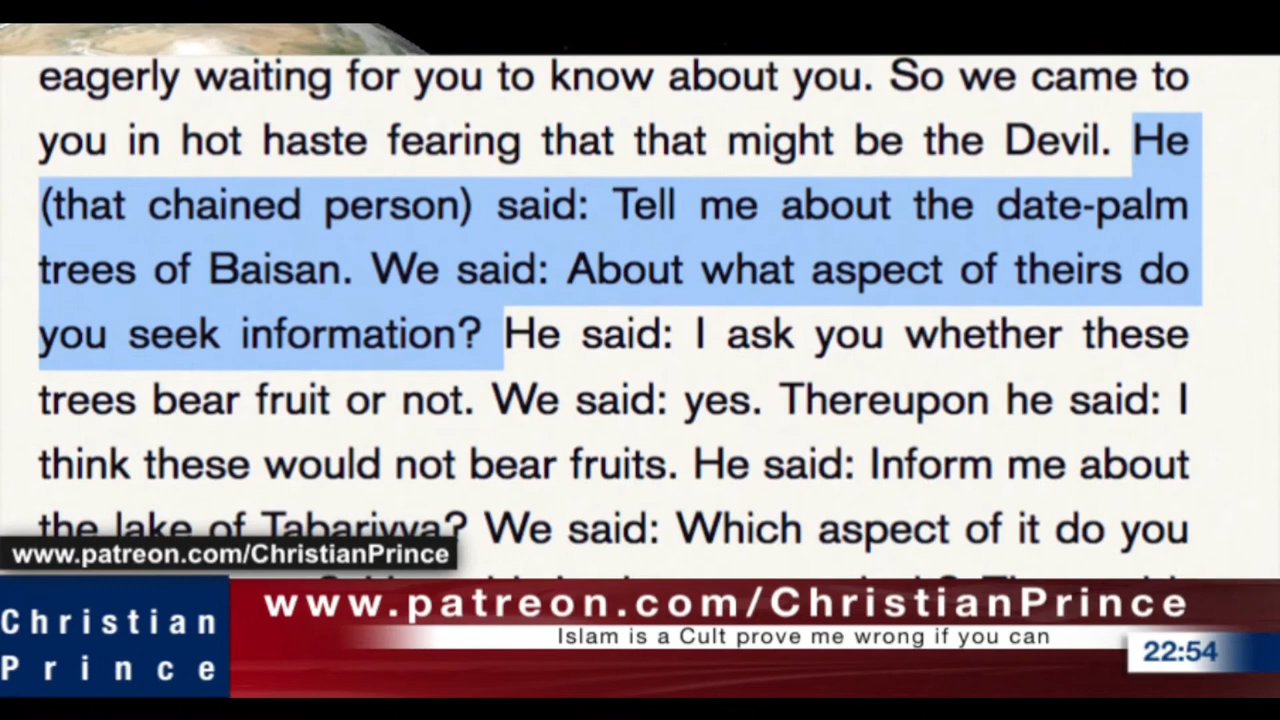 eagerly waiting for you to know about you. So we came to
you in hot haste fearing that that might be the Devil. He
(that chained person) said: Tell me about the date-palm
trees of Baisan. We said: About what aspect of theirs do
you seek information? He said: I ask you whether these
trees bear fruit or not. We said: yes. Thereupon he said: I
think these would not bear fruits. He said: Inform me about
the lake of Tabariyya? We said: Which aspect of it do you
www.patreon.com/ChristianPrince
www.patreon.com/ChristianPrince
Christian
Prince
Islam is a Cult prove me wrong if you can
22:54